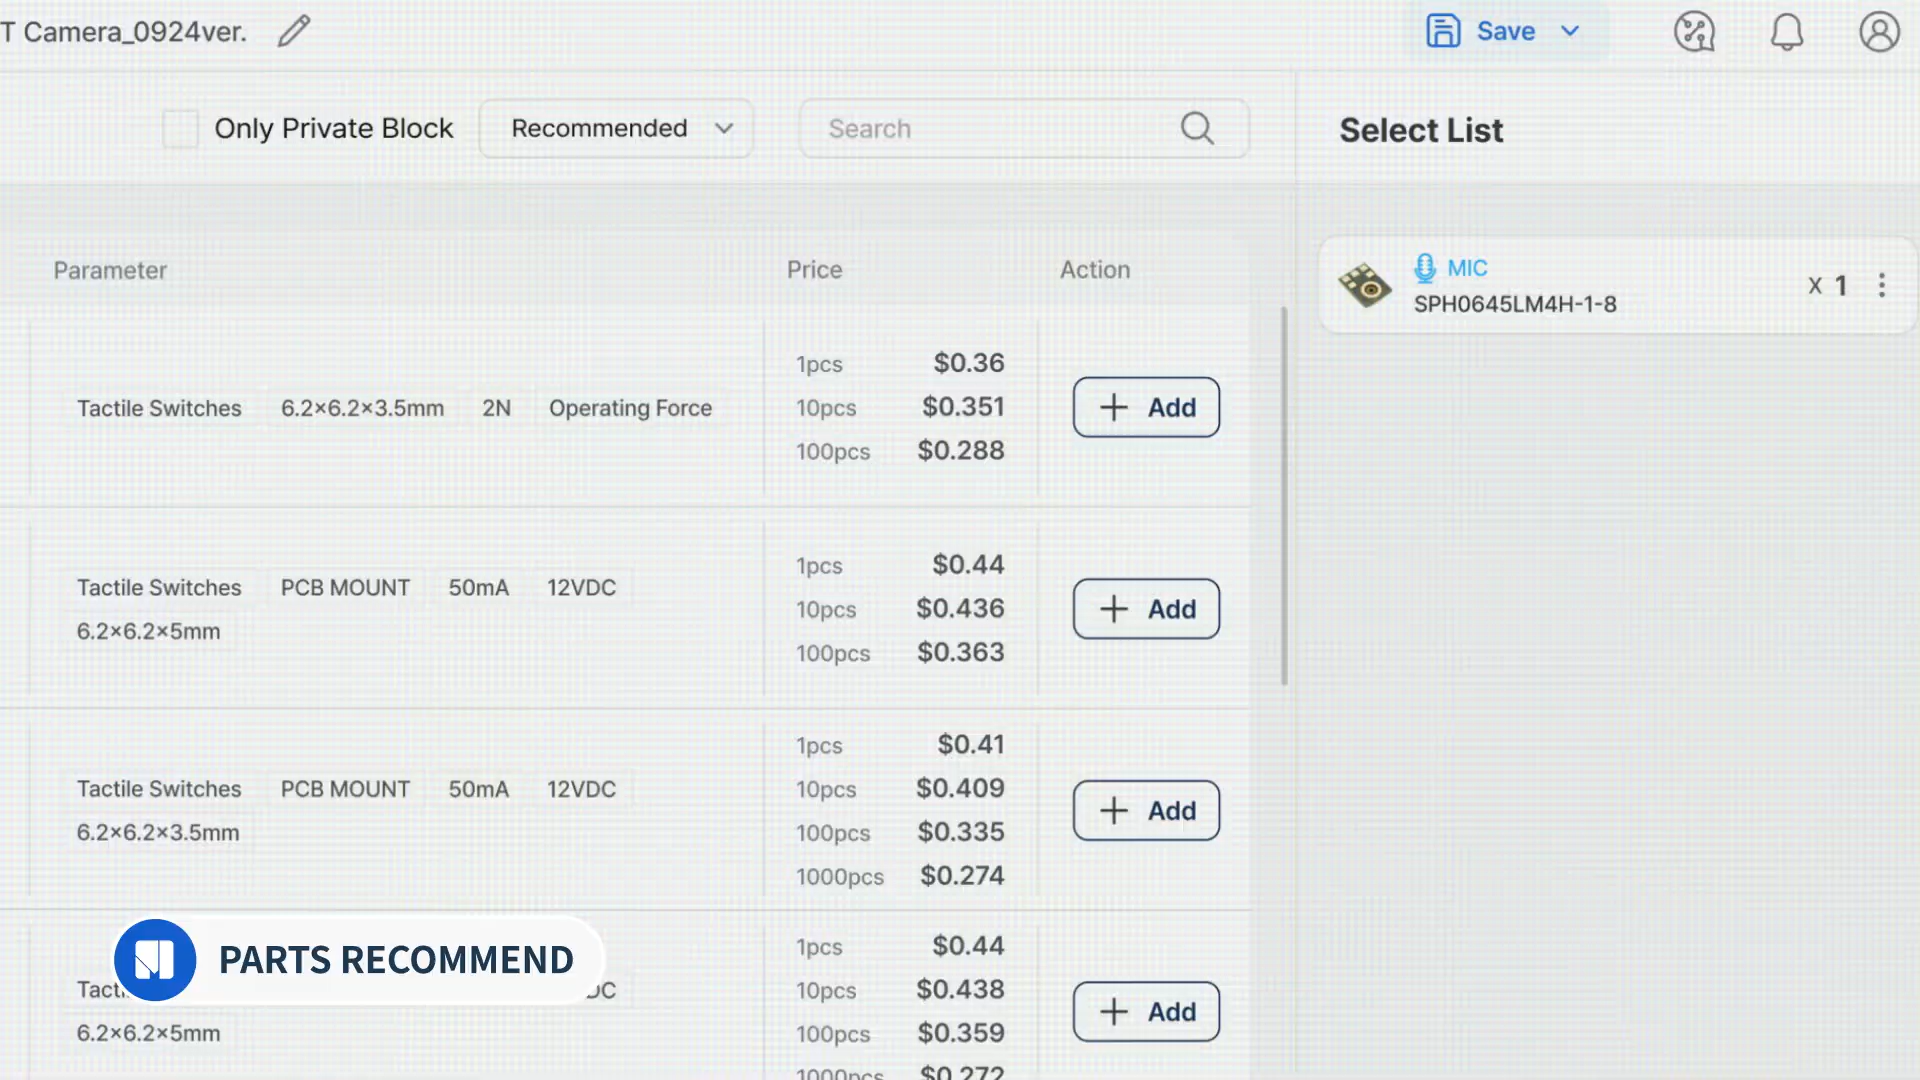 T Camera_0924ver.
Save
Only Private Block
Recommended
Search
Select List
Parameter
Price
Action
MIC
SPH0645LM4H-1-8
x 1
Tactile Switches 6.2×6.2×3.5mm 2N Operating Force
1pcs $0.36
10pcs $0.351
100pcs $0.288
Add
Tactile Switches PCB MOUNT 50mA 12VDC
6.2×6.2×5mm
1pcs $0.44
10pcs $0.436
100pcs $0.363
Add
Tactile Switches PCB MOUNT 50mA 12VDC
6.2×6.2×3.5mm
1pcs $0.41
10pcs $0.409
100pcs $0.335
1000pcs $0.274
Add
PARTS RECOMMEND
6.2×6.2×5mm
1pcs $0.44
10pcs $0.438
100pcs $0.359
1000pcs $0.272
Add